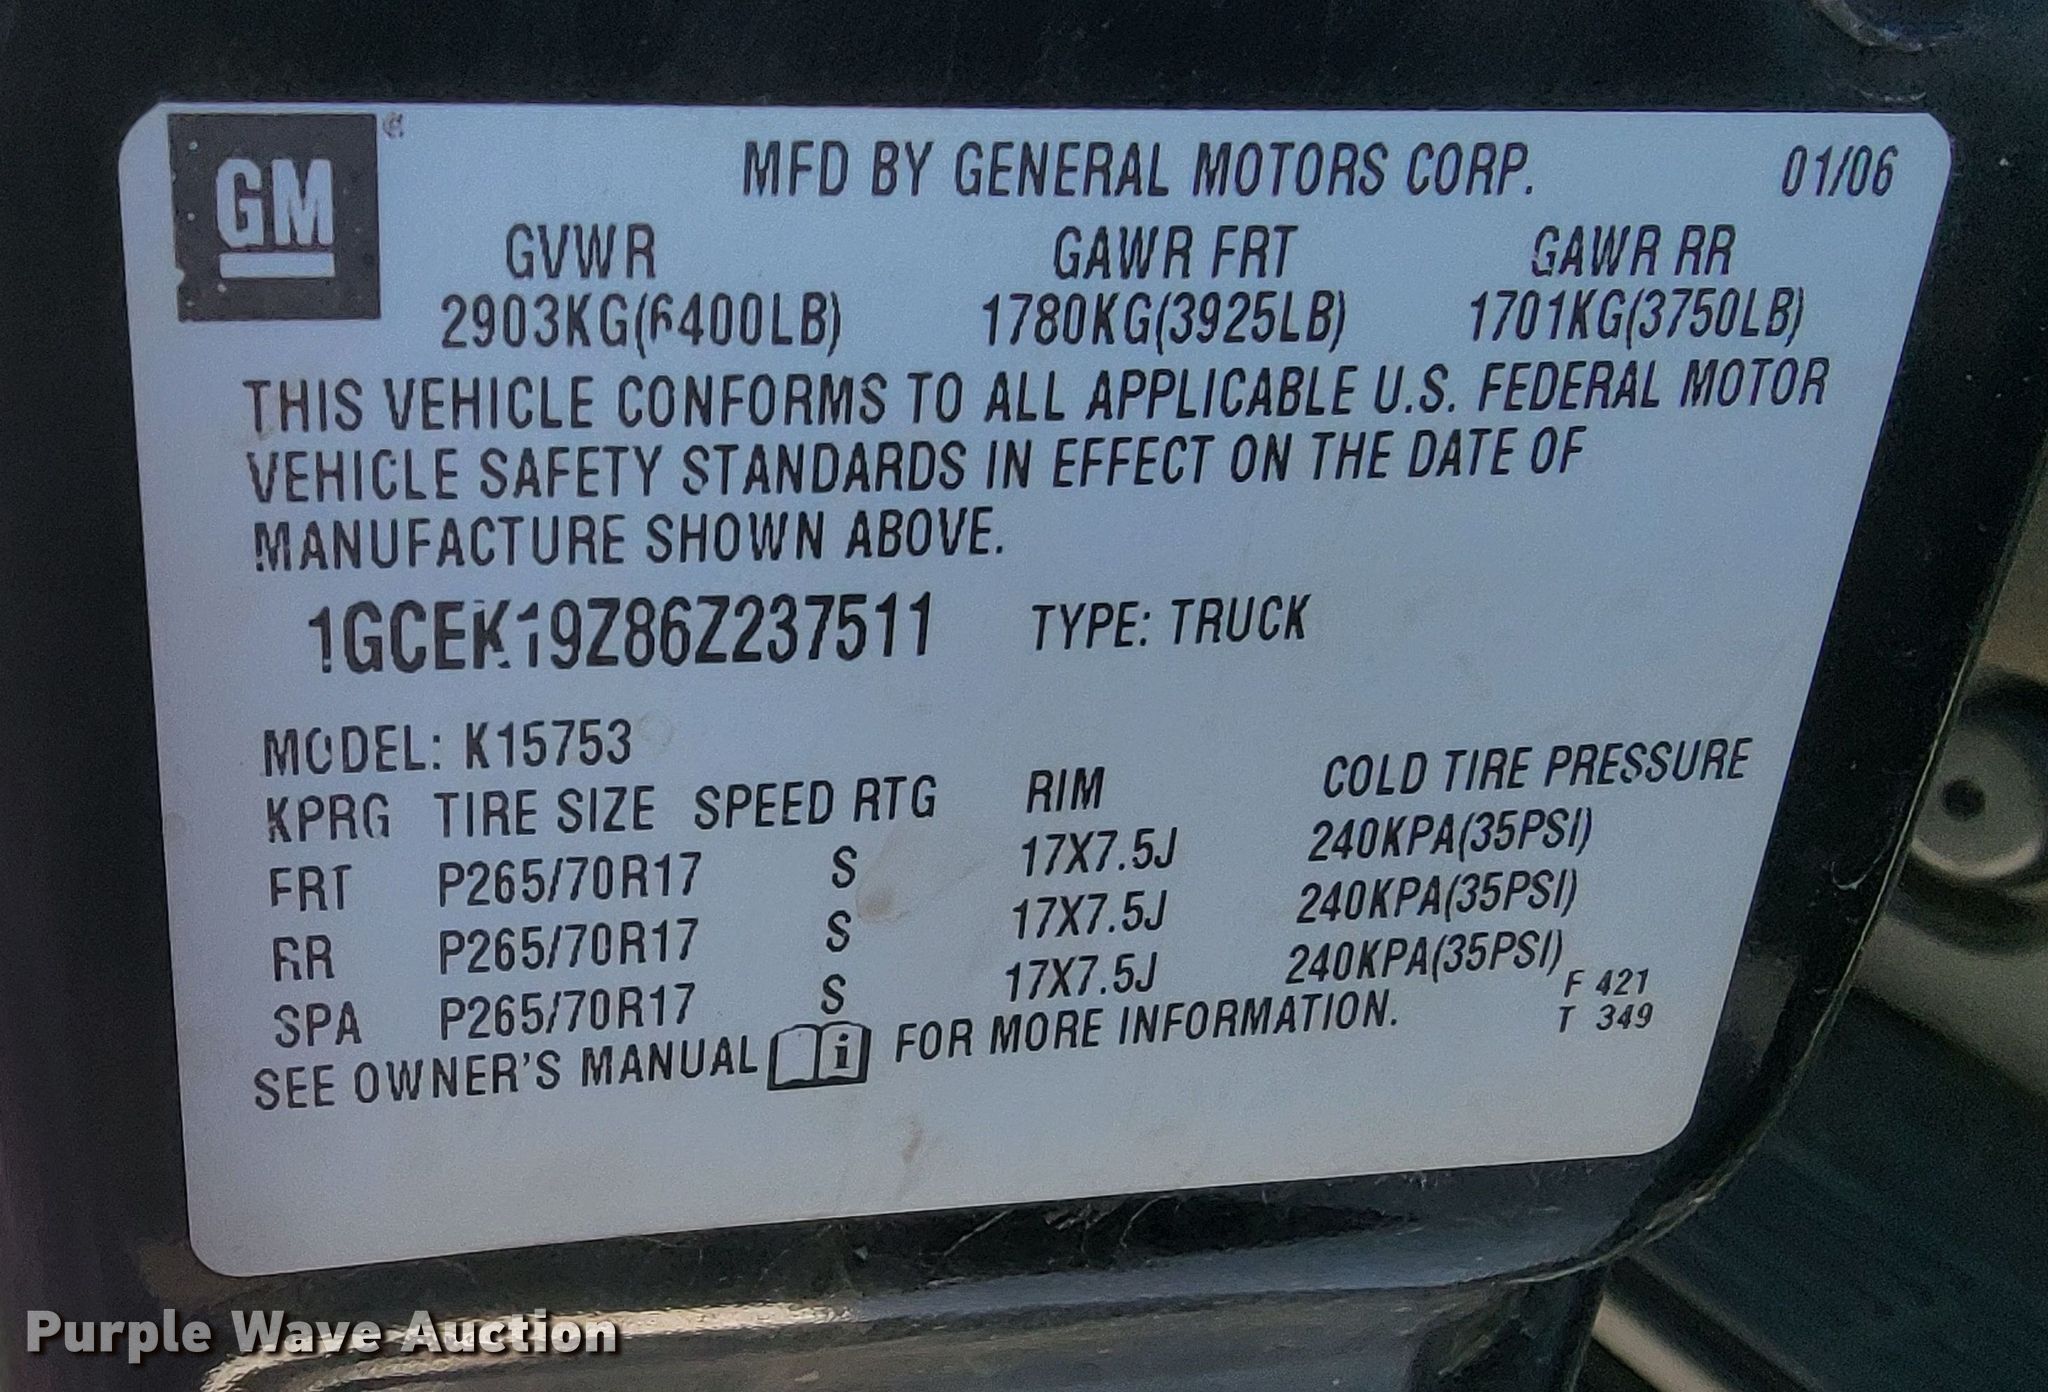 GM
MFD BY GENERAL MOTORS CORP. 01/06
GVWR GAWR FRT GAWR RR
2903KG(6400LB) 1780KG(3925LB) 1701KG(3750LB)
THIS VEHICLE CONFORMS TO ALL APPLICABLE U.S. FEDERAL MOTOR
VEHICLE SAFETY STANDARDS IN EFFECT ON THE DATE OF
MANUFACTURE SHOWN ABOVE.
1GCEK19Z86Z237511 TYPE: TRUCK
MODEL: K15753
KPRG TIRE SIZE SPEED RTG RIM COLD TIRE PRESSURE
FRT P265/70R17 S 17X7.5J 240KPA(35PSI)
RR P265/70R17 S 17X7.5J 240KPA(35PSI)
SPA P265/70R17 S 17X7.5J 240KPA(35PSI)
SEE OWNER'S MANUAL i FOR MORE INFORMATION.
F 421
T 349
Purple Wave Auction